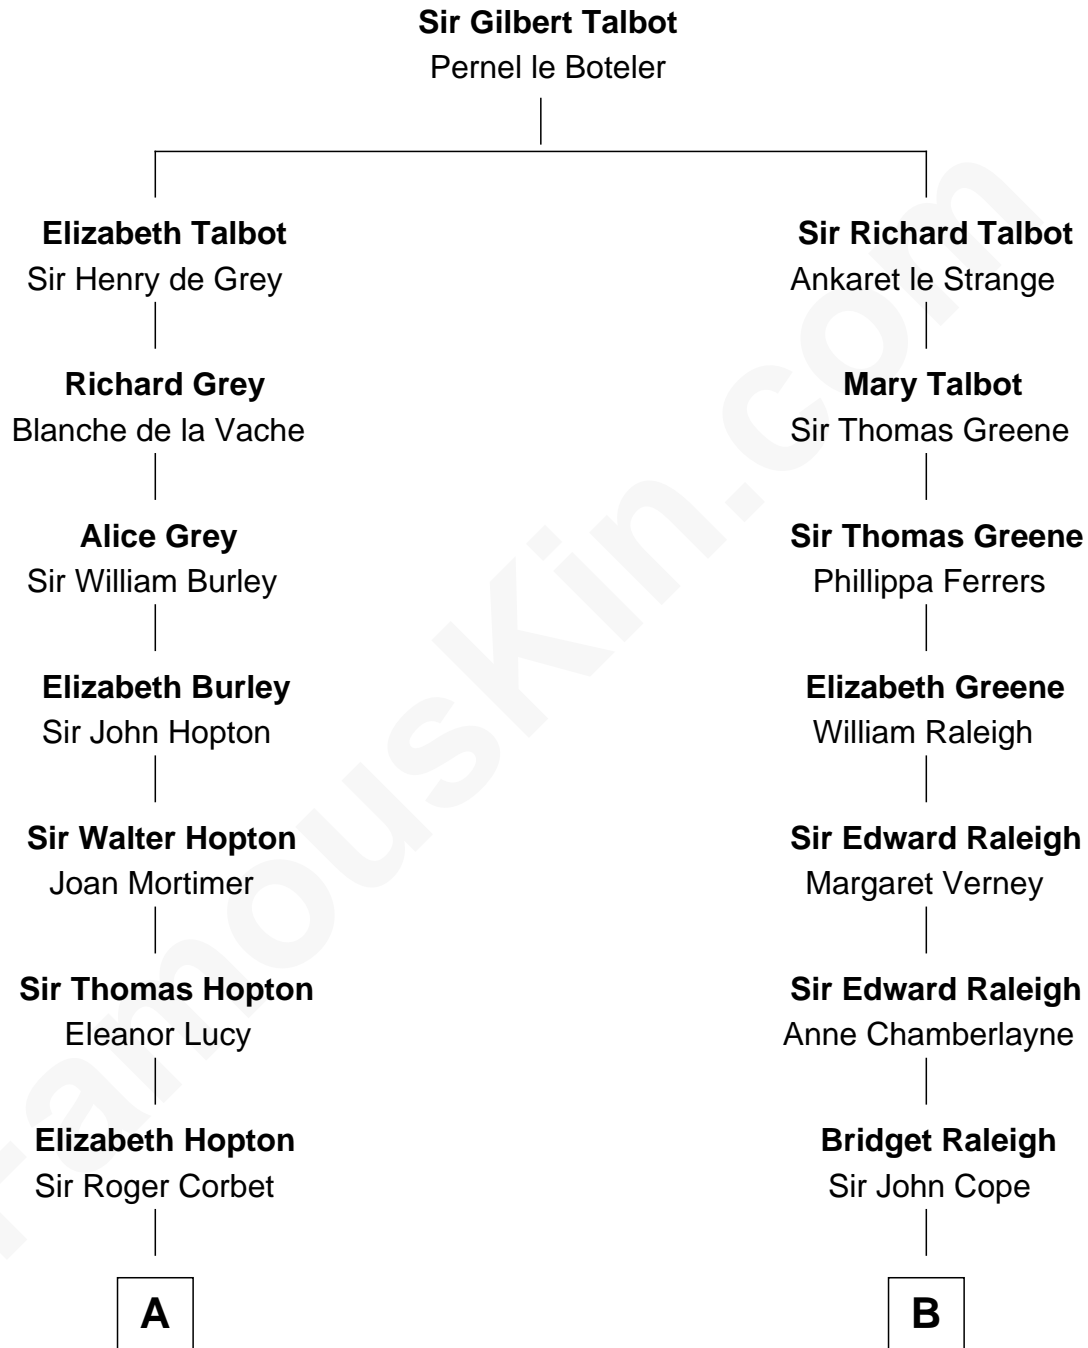 Sir Gilbert Talbot
Pernel le Boteler
Elizabeth Talbot
Sir Henry de Grey
Richard Grey
Blanche de la Vache
Alice Grey
Sir William Burley
Elizabeth Burley
Sir John Hopton
Sir Walter Hopton
Joan Mortimer
Sir Thomas Hopton
Eleanor Lucy
Elizabeth Hopton
Sir Roger Corbet
A
Sir Richard Talbot
Ankaret le Strange
Mary Talbot
Sir Thomas Greene
Sir Thomas Greene
Phillippa Ferrers
Elizabeth Greene
William Raleigh
Sir Edward Raleigh
Margaret Verney
Sir Edward Raleigh
Anne Chamberlayne
Bridget Raleigh
Sir John Cope
B
FamousKin.com